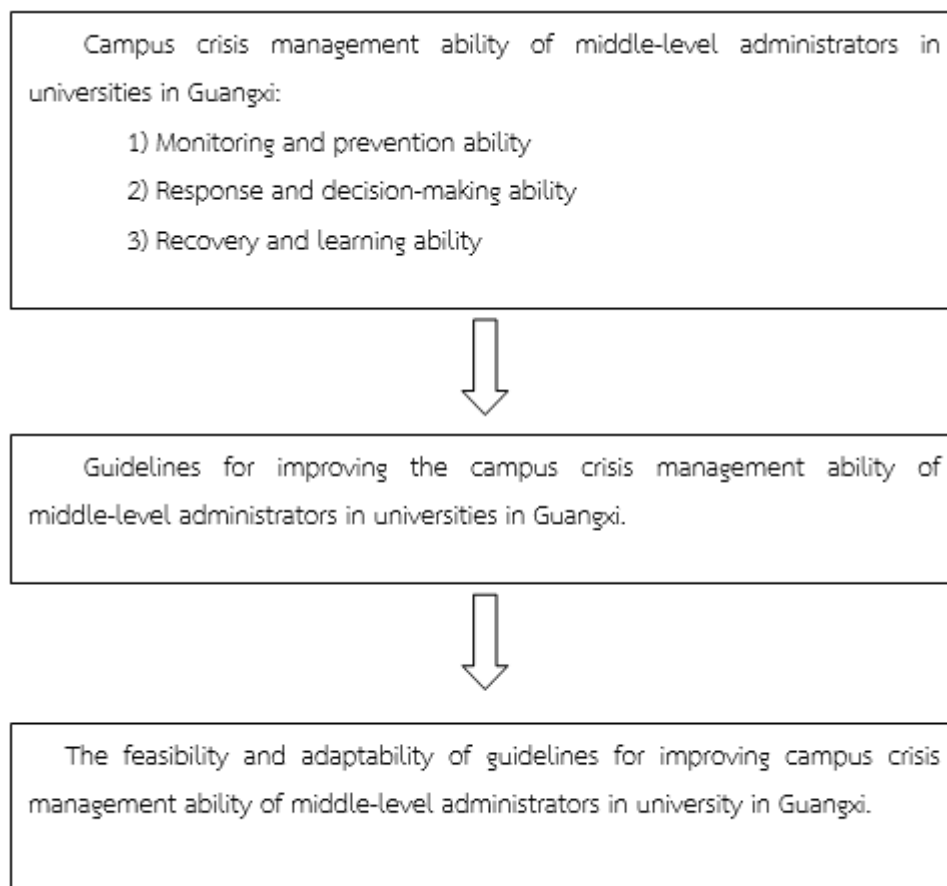 Campus crisis management ability of middle-level administrators in
universities in Guangxi:
1) Monitoring and prevention ability
2) Response and decision-making ability
3) Recovery and learning ability
Guidelines for improving the campus crisis management ability of
middle-level administrators in universities in Guangxi.
The feasibility and adaptability of guidelines for improving campus crisis
management ability of middle-level administrators in university in Guangxi.